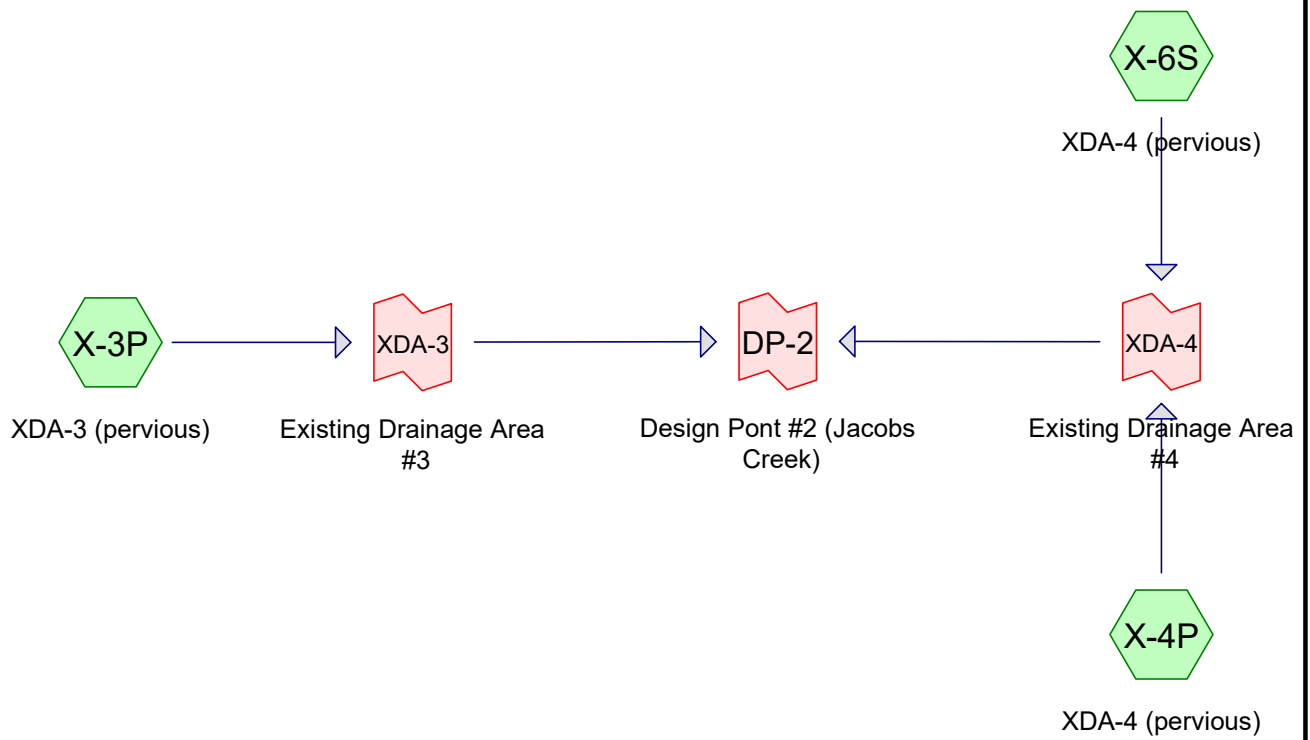 X-6S
XDA-4 (pervious)
X-3P
XDA-3
DP-2
XDA-4
XDA-3 (pervious)
Existing Drainage Area
#3
Design Pont #2 (Jacobs
Creek)
Existing Drainage Area
#4
X-4P
XDA-4 (pervious)